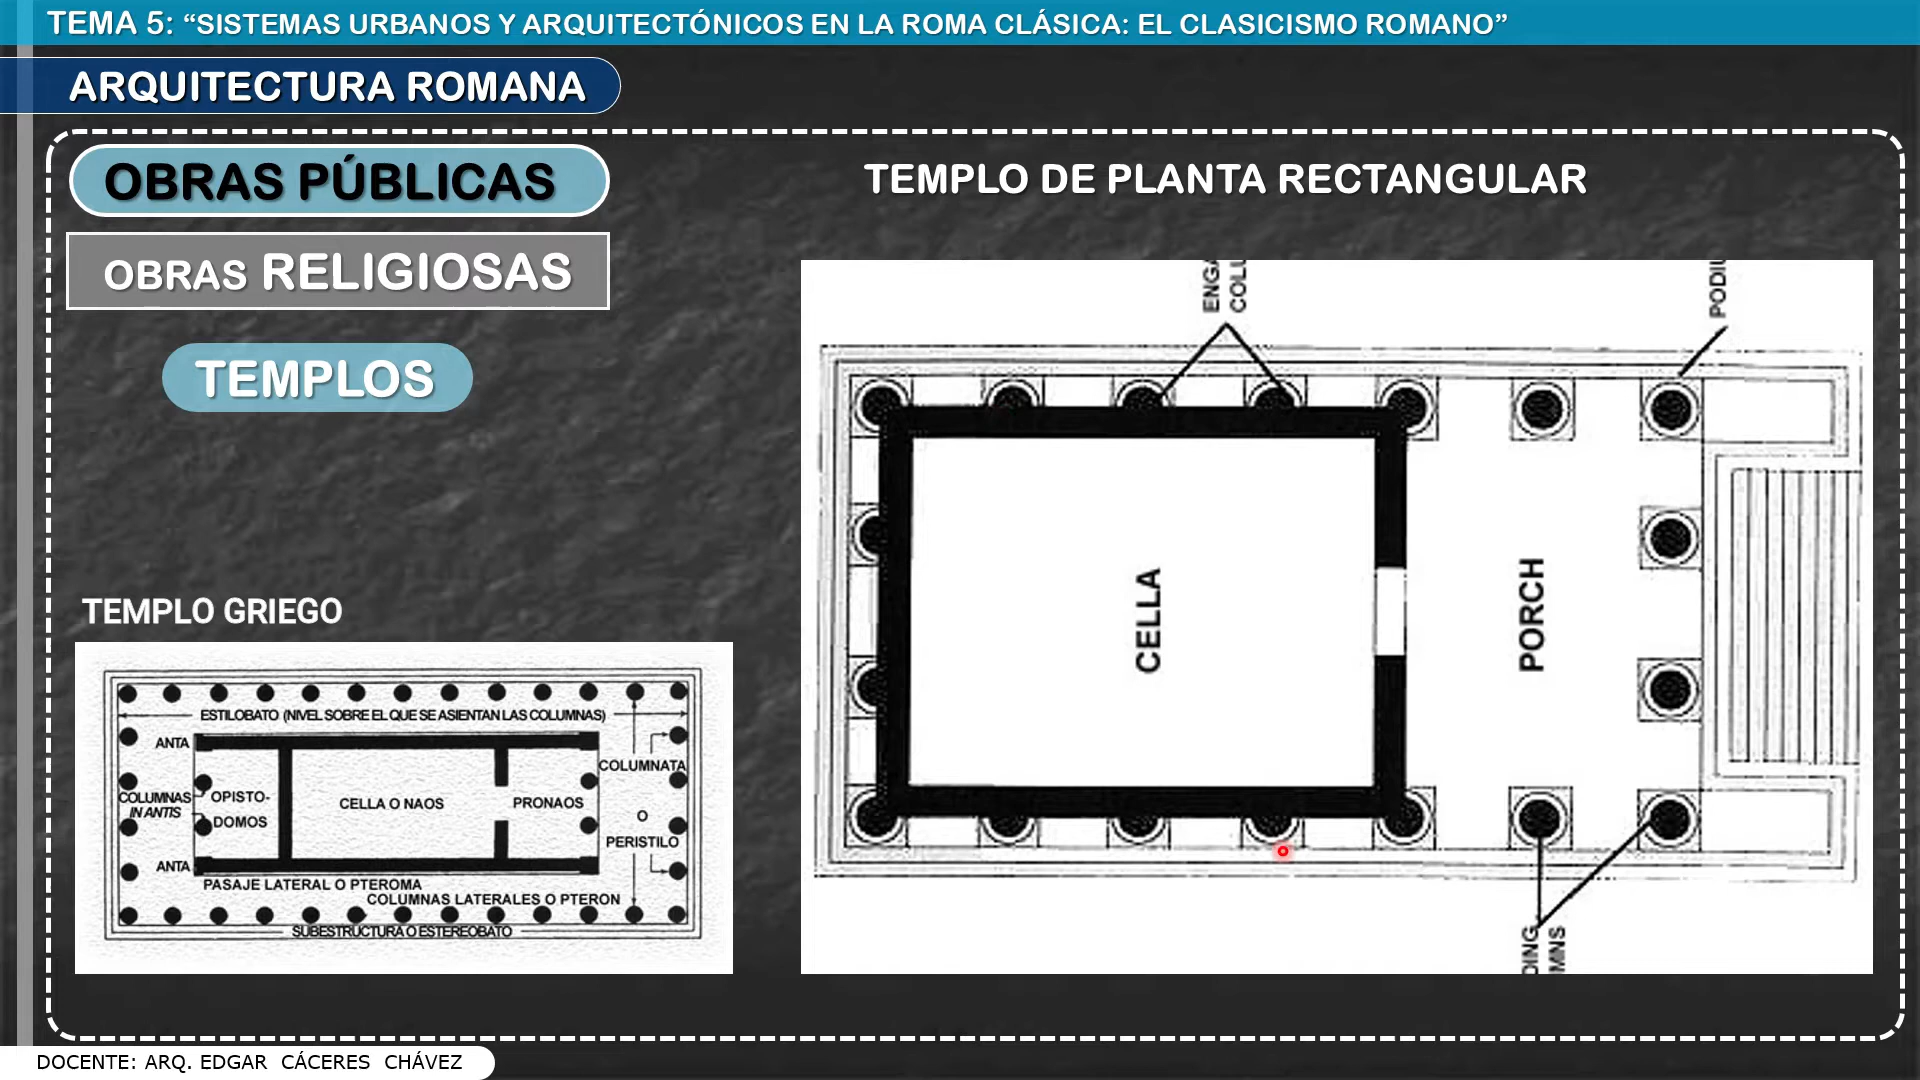 TEMA 5: “SISTEMAS URBANOS Y ARQUITECTÓNICOS EN LA ROMA CLÁSICA: EL CLASICISMO ROMANO”
ARQUITECTURA ROMANA
OBRAS PÚBLICAS
OBRAS RELIGIOSAS
TEMPLOS
TEMPLO DE PLANTA RECTANGULAR
CELLA
PORCH
TEMPLO GRIEGO
ESTILOBATO (NIVEL SOBRE EL QUE SE ASIENTAN LAS COLUMNAS)
ANTA
COLUMNATA
COLUMNAS
IN ANTIS
OPISTO-
DOMOS
CELLA O NAOS
PRONAOS
O
PERISTILO
ANTA
PASAJE LATERAL O PTEROMA
COLUMNAS LATERALES O PTERON
SUBESTRUCTURA O ESTEREOBATO
DOCENTE: ARQ. EDGAR CÁCERES CHÁVEZ